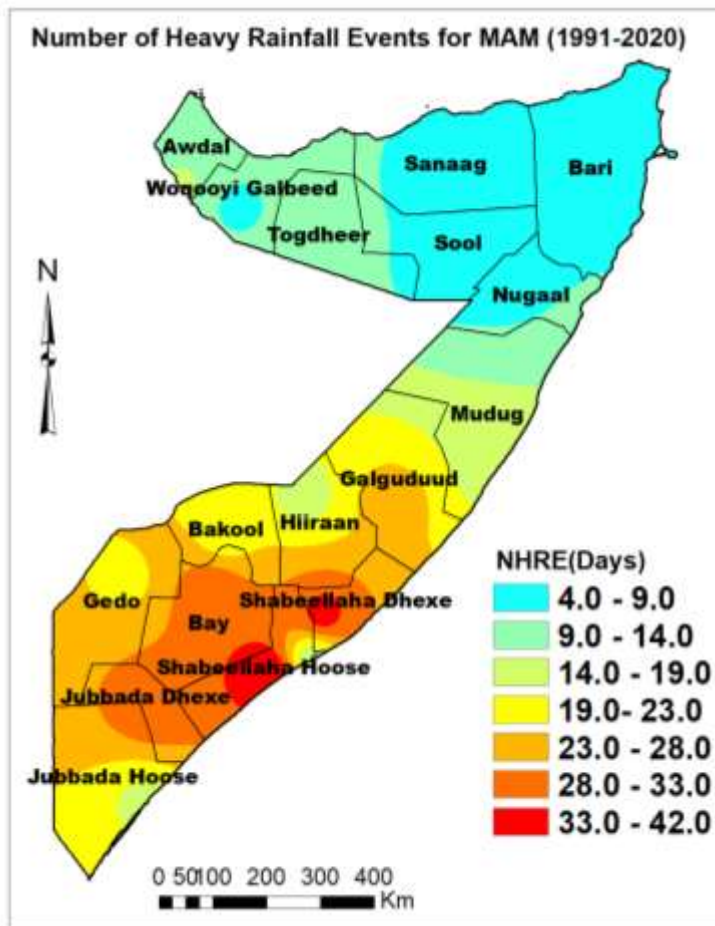 Number of Heavy Rainfall Events for MAM (1991-2020)
Awdal
Sanaag
Bari
Woqooyi Galbeed
Togdheer
Sool
N
Nugaal
Mudug
Galguduud
Bakool
Hiiraan
NHRE(Days)
Gedo
Shabeellaha Dhexe
4.0 - 9.0
Bay
9.0 - 14.0
Shabeellaha Hoose
14.0 - 19.0
Jubbada Dhexe
19.0- 23.0
23.0 - 28.0
Jubbada Hoose
28.0 - 33.0
33.0 - 42.0
0 50100 200 300 400
Km